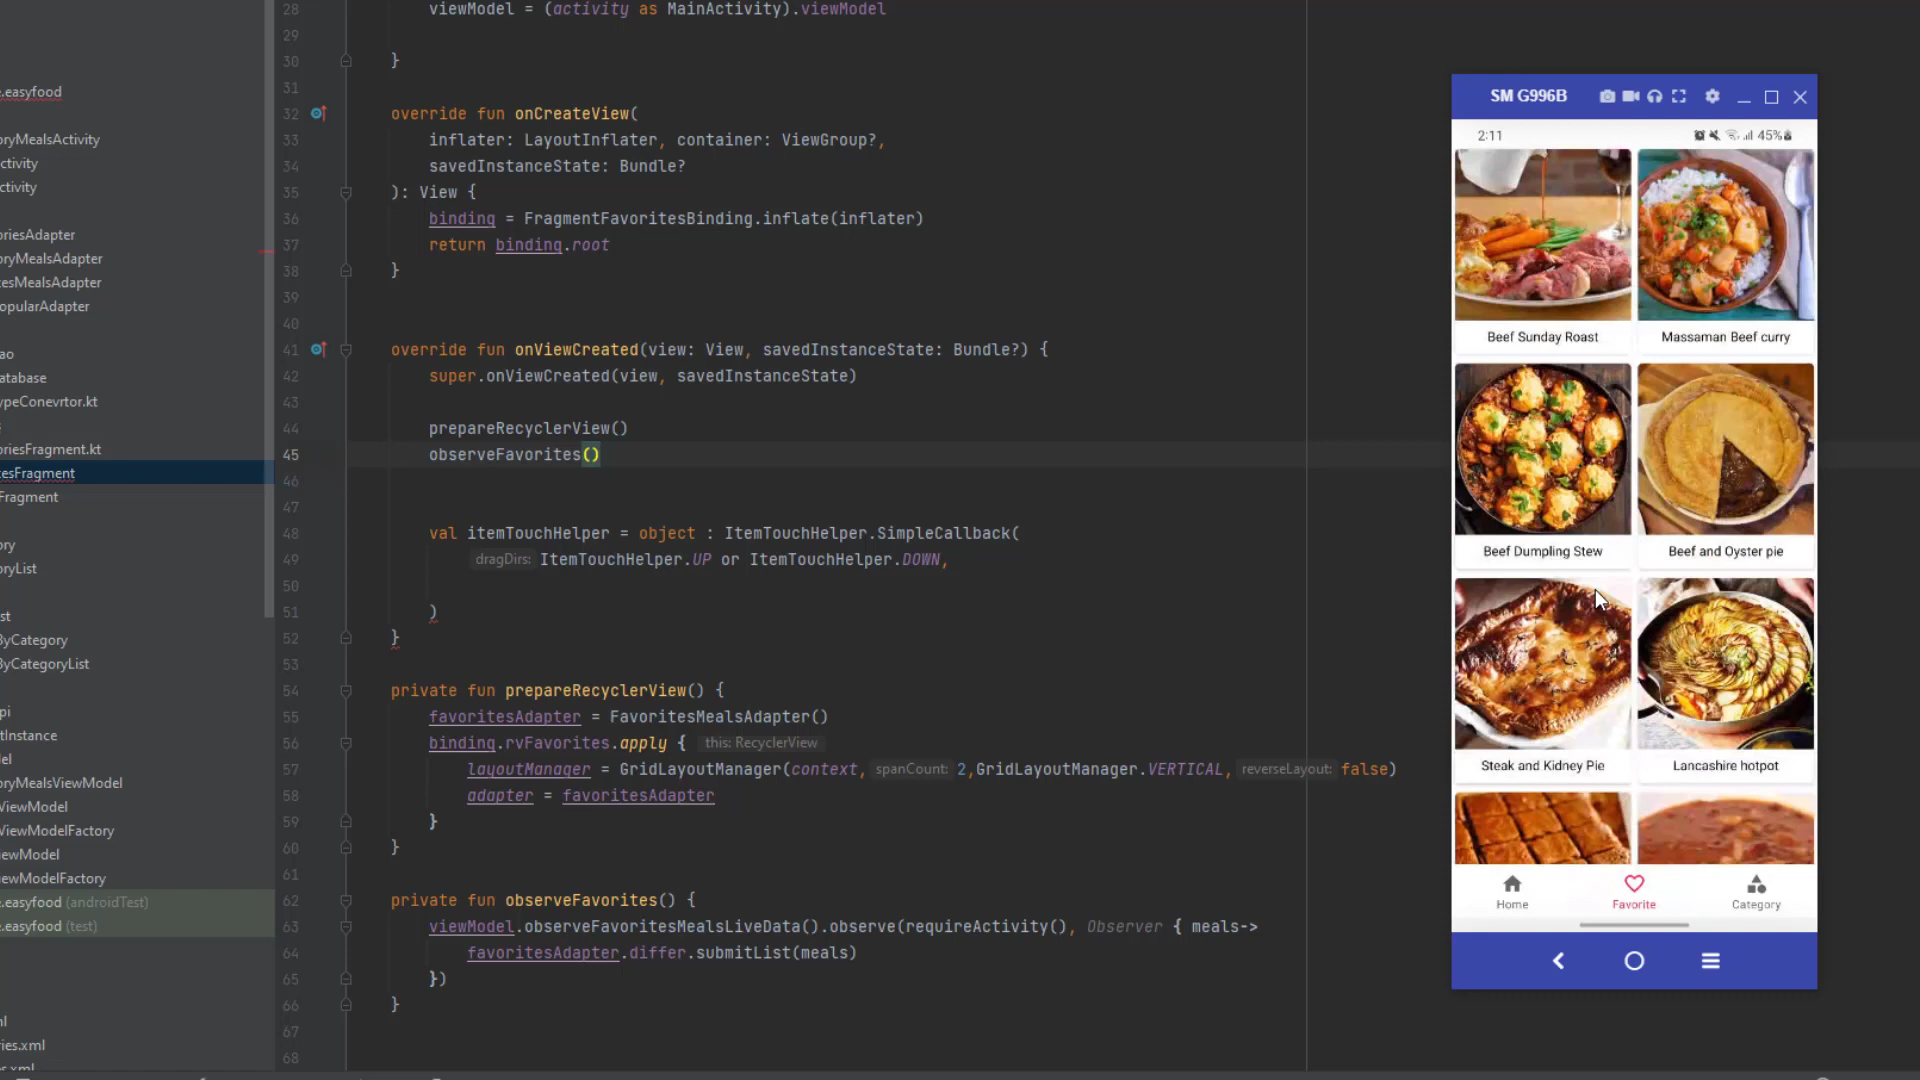 .easyfood
oryMealsActivity
ctivity
ctivity
oriesAdapter
oryMealsAdapter
tesMealsAdapter
opularAdapter
ao
atabase
ypeConevrtor.kt
oriesFragment.kt
tesFragment
Fragment
ory
oryList
st
ByCategory
ByCategoryList
pi
tInstance
el
oryMealsViewModel
ViewModel
ViewModelFactory
iewModel
iewModelFactory
.easyfood (androidTest)
.easyfood (test)
ml
ries.xml
28 viewModel = (activity as MainActivity).viewModel
29
30 }
31
32 override fun onCreateView(
33 inflater: LayoutInflater, container: ViewGroup?,
34 savedInstanceState: Bundle?
35 ): View {
36 binding = FragmentFavoritesBinding.inflate(inflater)
37 return binding.root
38 }
39
40
41 override fun onViewCreated(view: View, savedInstanceState: Bundle?) {
42 super.onViewCreated(view, savedInstanceState)
43
44 prepareRecyclerView()
45 observeFavorites()
46
47
48 val itemTouchHelper = object : ItemTouchHelper.SimpleCallback(
49 dragDirs: ItemTouchHelper.UP or ItemTouchHelper.DOWN,
50
51 )
52 }
53
54 private fun prepareRecyclerView() {
55 favoritesAdapter = FavoritesMealsAdapter()
56 binding.rvFavorites.apply { this: RecyclerView
57 layoutManager = GridLayoutManager(context, spanCount: 2,GridLayoutManager.VERTICAL, reverseLayout: false)
58 adapter = favoritesAdapter
59 }
60 }
61
62 private fun observeFavorites() {
63 viewModel.observeFavoritesMealsLiveData().observe(requireActivity(), Observer { meals->
64 favoritesAdapter.differ.submitList(meals)
65 })
66 }
67
68
SM G996B
2:11 45%
Beef Sunday Roast Massaman Beef curry
Beef Dumpling Stew Beef and Oyster pie
Steak and Kidney Pie Lancashire hotpot
Home Favorite Category